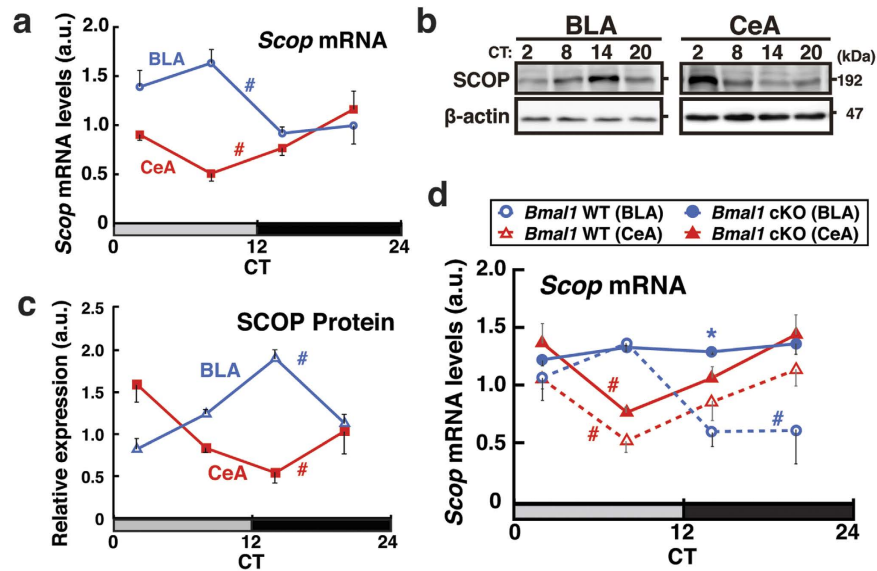 a
Scop mRNA levels (a.u.)
2.0
1.5
1.0
0.5
0
Scop mRNA
BLA
#
CeA
#
0
12
24
CT
b
BLA
CeA
CT: 2 8 14 20
2 8 14 20
(kDa)
SCOP
192
β-actin
47
c
Relative expression (a.u.)
2.5
2.0
1.5
1.0
0.5
0
SCOP Protein
BLA
#
CeA
#
0
12
24
CT
d
Bmal1 WT (BLA)
Bmal1 cKO (BLA)
Bmal1 WT (CeA)
Bmal1 cKO (CeA)
Scop mRNA levels (a.u.)
2.0
1.5
1.0
0.5
0
Scop mRNA
*
#
#
#
0
12
24
CT